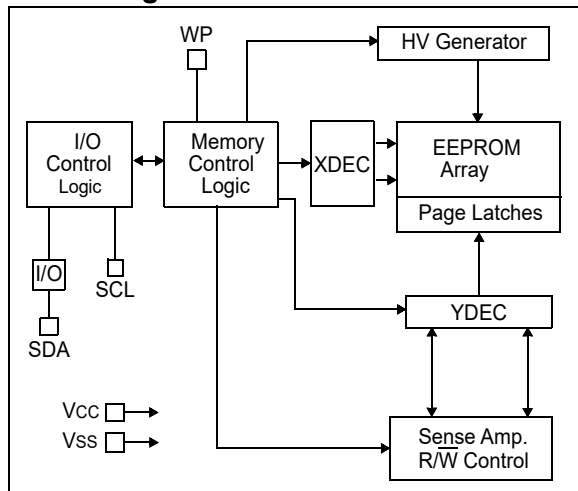 WP
HV Generator
I/O
Control
Logic
Memory
Control
Logic
XDEC
EEPROM
Array
Page Latches
I/O
SCL
SDA
YDEC
VCC
VSS
Sense Amp.
R/W̅ Control